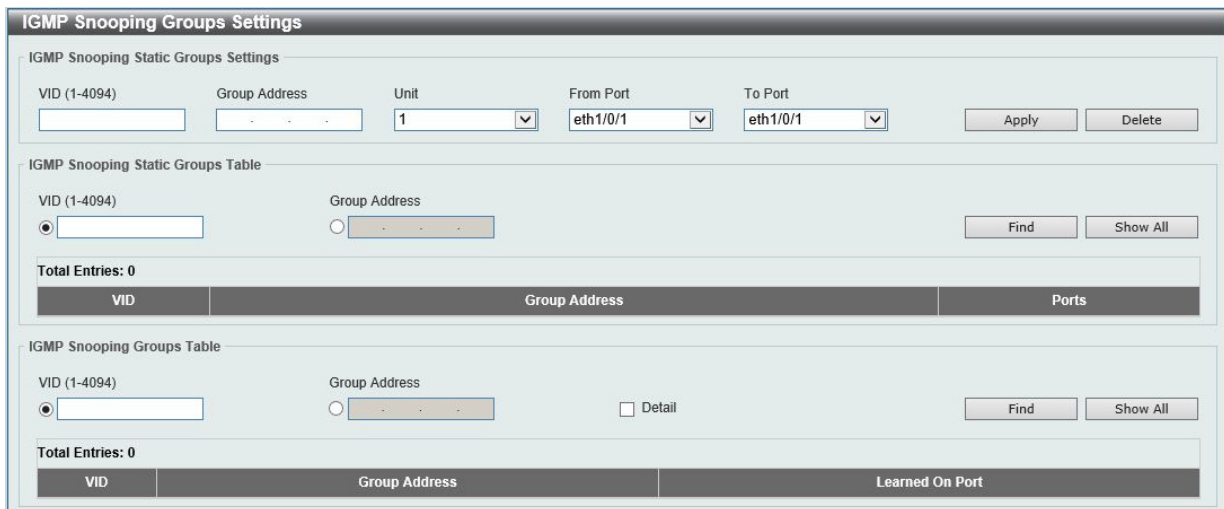 IGMP Snooping Groups Settings
IGMP Snooping Static Groups Settings
VID (1-4094) Group Address Unit From Port To Port
. . . 1 eth1/0/1 eth1/0/1 Apply Delete
IGMP Snooping Static Groups Table
VID (1-4094) Group Address
. . . Find Show All
Total Entries: 0
VID Group Address Ports
IGMP Snooping Groups Table
VID (1-4094) Group Address
. . . Detail Find Show All
Total Entries: 0
VID Group Address Learned On Port